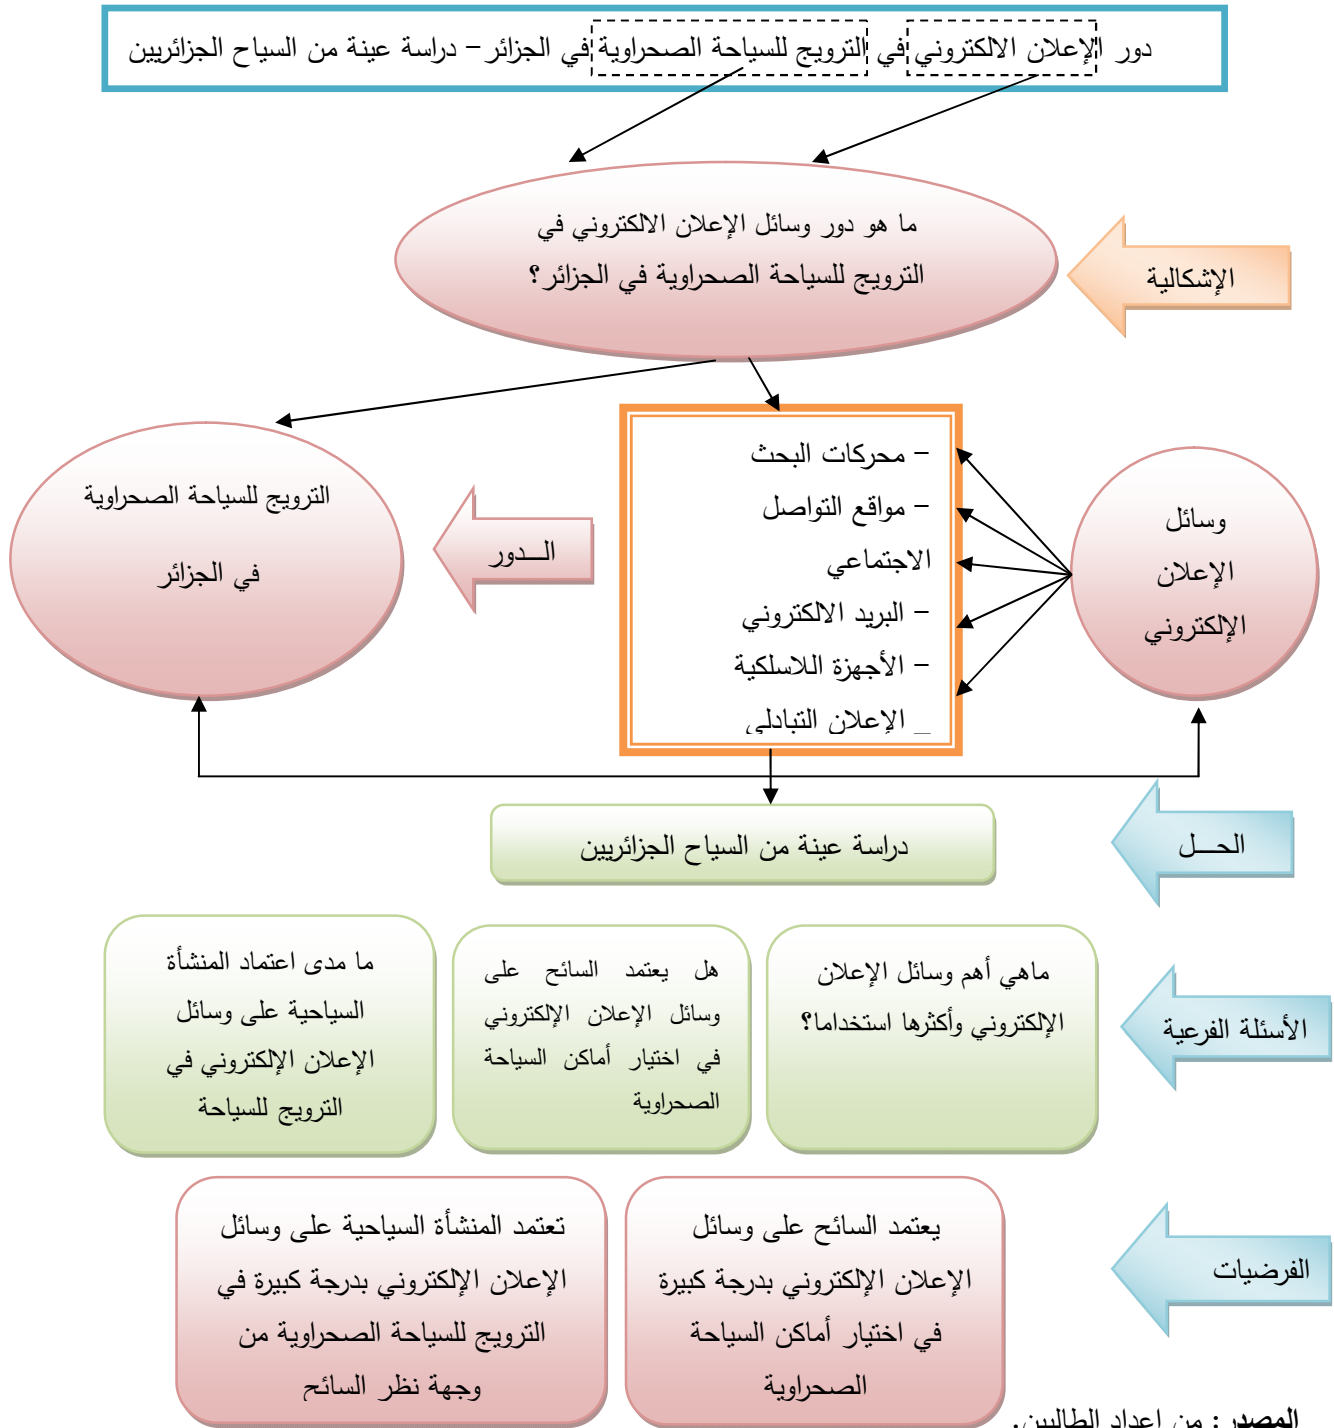 دور الإعلان الالكتروني في الترويج للسياحة الصحراوية في الجزائر – دراسة عينة من السياح الجزائريين
ما هو دور وسائل الإعلان الالكتروني في
الترويج للسياحة الصحراوية في الجزائر؟
الإشكالية
– محركات البحث
– مواقع التواصل
الاجتماعي
– البريد الالكتروني
– الأجهزة اللاسلكية
_ الإعلان التبادلي
وسائل
الإعلان
الإلكتروني
الــدور
الترويج للسياحة الصحراوية
في الجزائر
الحــل
دراسة عينة من السياح الجزائريين
الأسئلة الفرعية
ماهي أهم وسائل الإعلان
الإلكتروني وأكثرها استخداما؟
هل يعتمد السائح على
وسائل الإعلان الإلكتروني
في اختيار أماكن السياحة
الصحراوية
ما مدى اعتماد المنشأة
السياحية على وسائل
الإعلان الإلكتروني في
الترويج للسياحة
الفرضيات
يعتمد السائح على وسائل
الإعلان الإلكتروني بدرجة كبيرة
في اختيار أماكن السياحة
الصحراوية
تعتمد المنشأة السياحية على وسائل
الإعلان الإلكتروني بدرجة كبيرة في
الترويج للسياحة الصحراوية من
وجهة نظر السائح
المصدر: من إعداد الطالبين.